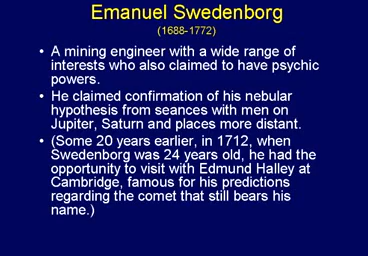 Emanuel Swedenborg
(1688-1772)
• A mining engineer with a wide range of
interests who also claimed to have psychic
powers.
• He claimed confirmation of his nebular
hypothesis from seances with men on
Jupiter, Saturn and places more distant.
• (Some 20 years earlier, in 1712, when
Swedenborg was 24 years old, he had the
opportunity to visit with Edmund Halley at
Cambridge, famous for his predictions
regarding the comet that still bears his
name.)